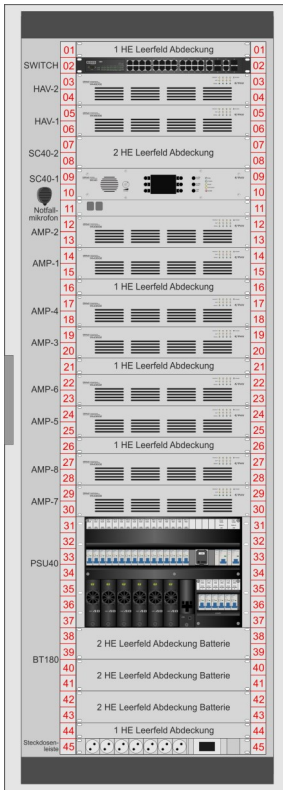 01 1 HE Leerfeld Abdeckung 01
SWITCH 02 02
03 03
HAV-2
04 04
05 05
HAV-1
06 06
07 07
SC40-2 2 HE Leerfeld Abdeckung
08 08
SC40-1 09 09
10 10
Notfall-
mikrofon
11 11
12 12
AMP-2
13 13
14 14
AMP-1
15 15
16 1 HE Leerfeld Abdeckung 16
17 17
AMP-4
18 18
19 19
AMP-3
20 20
21 1 HE Leerfeld Abdeckung 21
22 22
AMP-6
23 23
24 24
AMP-5
25 25
26 1 HE Leerfeld Abdeckung 26
27 27
AMP-8
28 28
29 29
AMP-7
30 30
31 31
32 32
33 33
PSU40
34 34
35 35
36 36
37 37
38 38
2 HE Leerfeld Abdeckung Batterie
39 39
BT180
40 40
2 HE Leerfeld Abdeckung Batterie
41 41
42 42
2 HE Leerfeld Abdeckung Batterie
43 43
44 1 HE Leerfeld Abdeckung 44
Steckdosen-
leiste
45 45